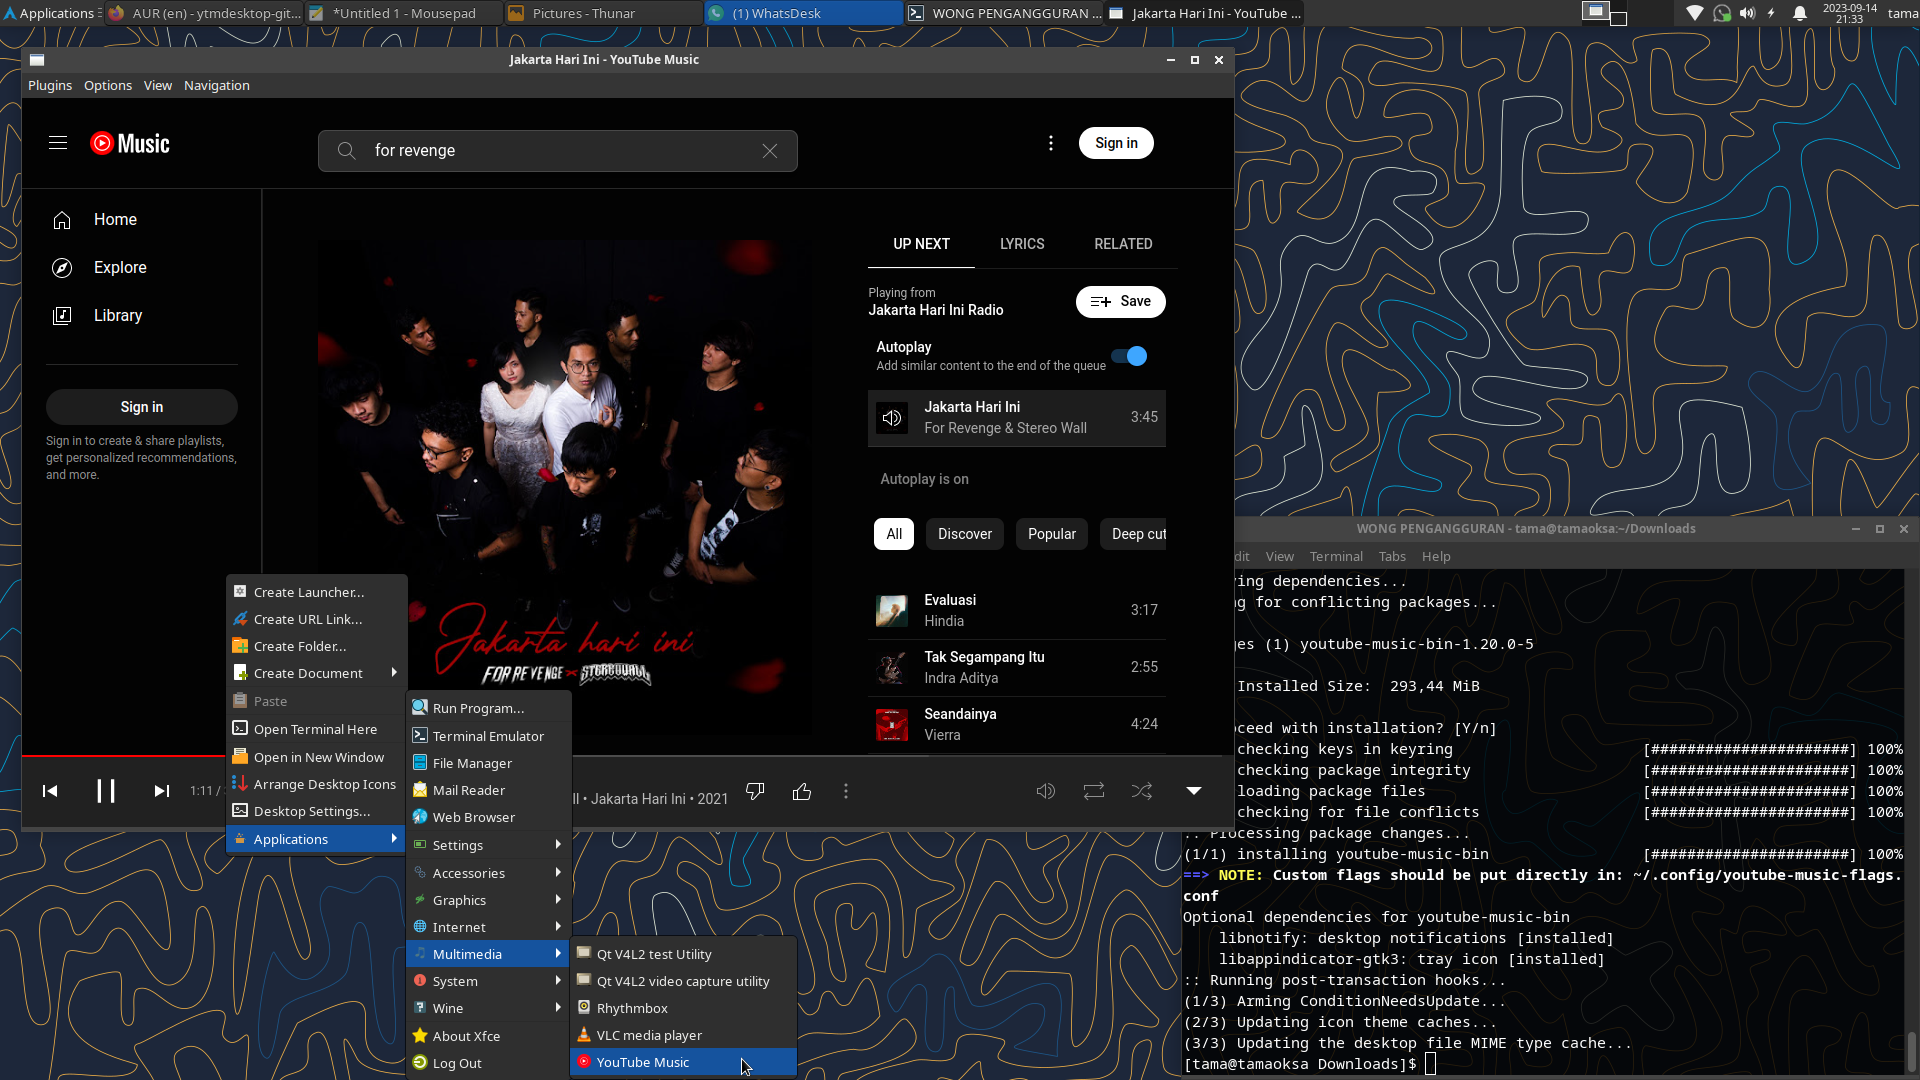 Applications
AUR (en) - ytmdesktop-git...
*Untitled 1 - Mousepad
Pictures - Thunar
(1) WhatsDesk
WONG PENGANGGURAN ...
Jakarta Hari Ini - YouTube ...
2023-09-14
21:33
tama
Jakarta Hari Ini - YouTube Music
Plugins Options View Navigation
Music
for revenge
Sign in
Home
Explore
Library
Sign in
Sign in to create & share playlists,
get personalized recommendations,
and more.
Jakarta hari ini
FOR REVENGE × STEREOWALL
UP NEXT LYRICS RELATED
Playing from
Jakarta Hari Ini Radio
Save
Autoplay
Add similar content to the end of the queue
Jakarta Hari Ini
For Revenge & Stereo Wall
3:45
Autoplay is on
All Discover Popular Deep cut
Evaluasi
Hindia
3:17
Tak Segampang Itu
Indra Aditya
2:55
Seandainya
Vierra
4:24
1:11 /
ll • Jakarta Hari Ini • 2021
Create Launcher...
Create URL Link...
Create Folder...
Create Document
Paste
Open Terminal Here
Open in New Window
Arrange Desktop Icons
Desktop Settings...
Applications
Run Program...
Terminal Emulator
File Manager
Mail Reader
Web Browser
Settings
Accessories
Graphics
Internet
Multimedia
System
Wine
About Xfce
Log Out
Qt V4L2 test Utility
Qt V4L2 video capture utility
Rhythmbox
VLC media player
YouTube Music
WONG PENGANGGURAN - tama@tamaoksa:~/Downloads
dit View Terminal Tabs Help
ving dependencies...
g for conflicting packages...
ges (1) youtube-music-bin-1.20.0-5
Installed Size:  293,44 MiB
oceed with installation? [Y/n]
checking keys in keyring [######################] 100%
checking package integrity [######################] 100%
loading package files [######################] 100%
checking for file conflicts [######################] 100%
:: Processing package changes...
(1/1) installing youtube-music-bin [######################] 100%
==> NOTE: Custom flags should be put directly in: ~/.config/youtube-music-flags.
conf
Optional dependencies for youtube-music-bin
libnotify: desktop notifications [installed]
libappindicator-gtk3: tray icon [installed]
:: Running post-transaction hooks...
(1/3) Arming ConditionNeedsUpdate...
(2/3) Updating icon theme caches...
(3/3) Updating the desktop file MIME type cache...
[tama@tamaoksa Downloads]$